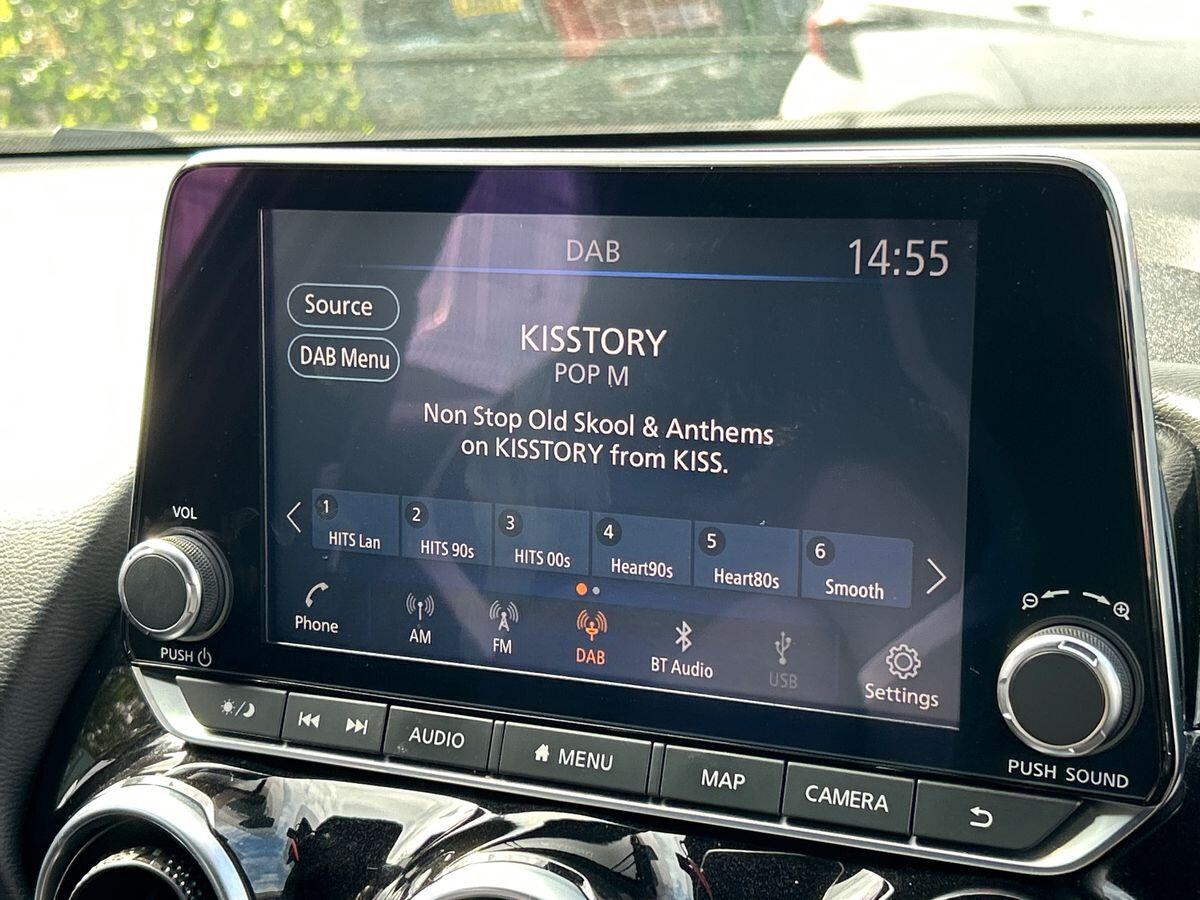 DAB
14:55
Source
DAB Menu
KISSTORY
POP M
Non Stop Old Skool & Anthems
on KISSTORY from KISS.
1
HITS Lan
2
HITS 90s
3
HITS 00s
4
Heart90s
5
Heart80s
6
Smooth
Phone
AM
FM
DAB
BT Audio
USB
Settings
VOL
PUSH
AUDIO
MENU
MAP
CAMERA
PUSH SOUND